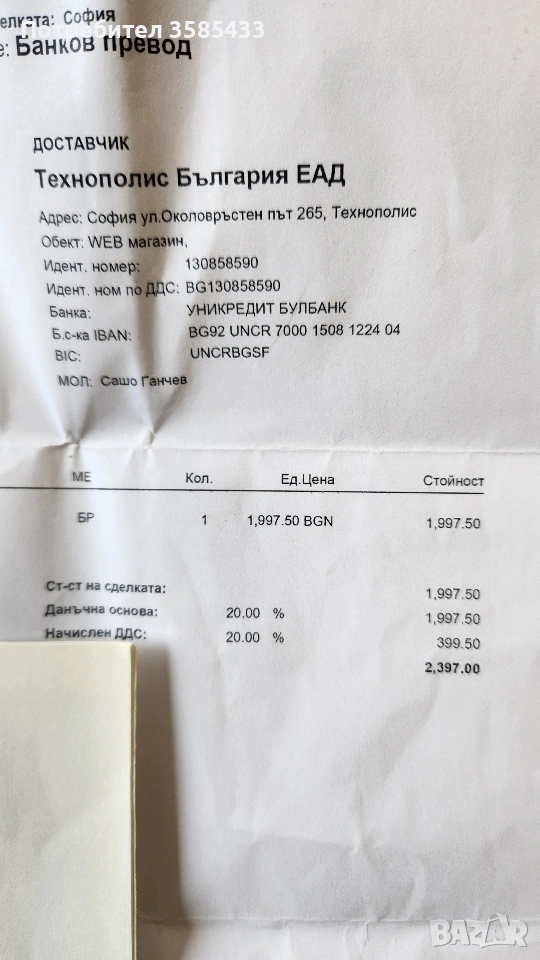 елката: София
Потребител 3585433
е: Банков превод
ДОСТАВЧИК
Технополис България ЕАД
Адрес: София ул.Околовръстен път 265, Технополис
Обект: WEB магазин,
Идент. номер: 130858590
Идент. ном по ДДС: BG130858590
Банка: УНИКРЕДИТ БУЛБАНК
Б.с-ка IBAN: BG92 UNCR 7000 1508 1224 04
BIC: UNCRBGSF
МОЛ: Сашо Ганчев
МЕ Кол. Ед.Цена Стойност
БР 1 1,997.50 BGN 1,997.50
Ст-ст на сделката: 1,997.50
Данъчна основа: 20.00 % 1,997.50
Начислен ДДС: 20.00 % 399.50
2,397.00
BAZAR